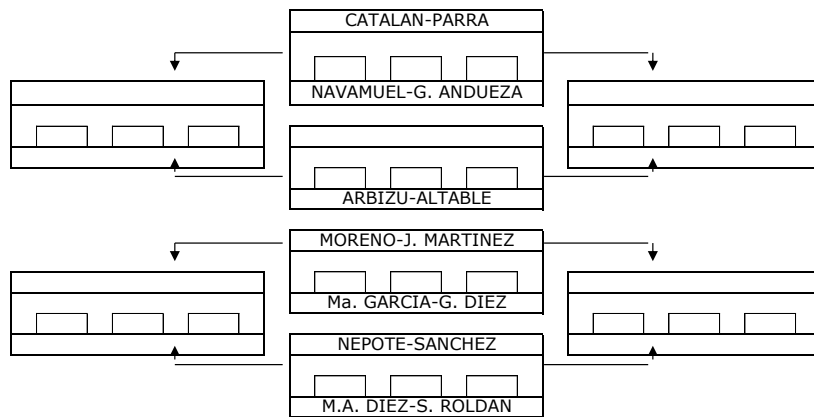 CATALAN-PARRA
NAVAMUEL-G. ANDUEZA
ARBIZU-ALTABLE
MORENO-J. MARTINEZ
Ma. GARCIA-G. DIEZ
NEPOTE-SANCHEZ
M.A. DIEZ-S. ROLDAN